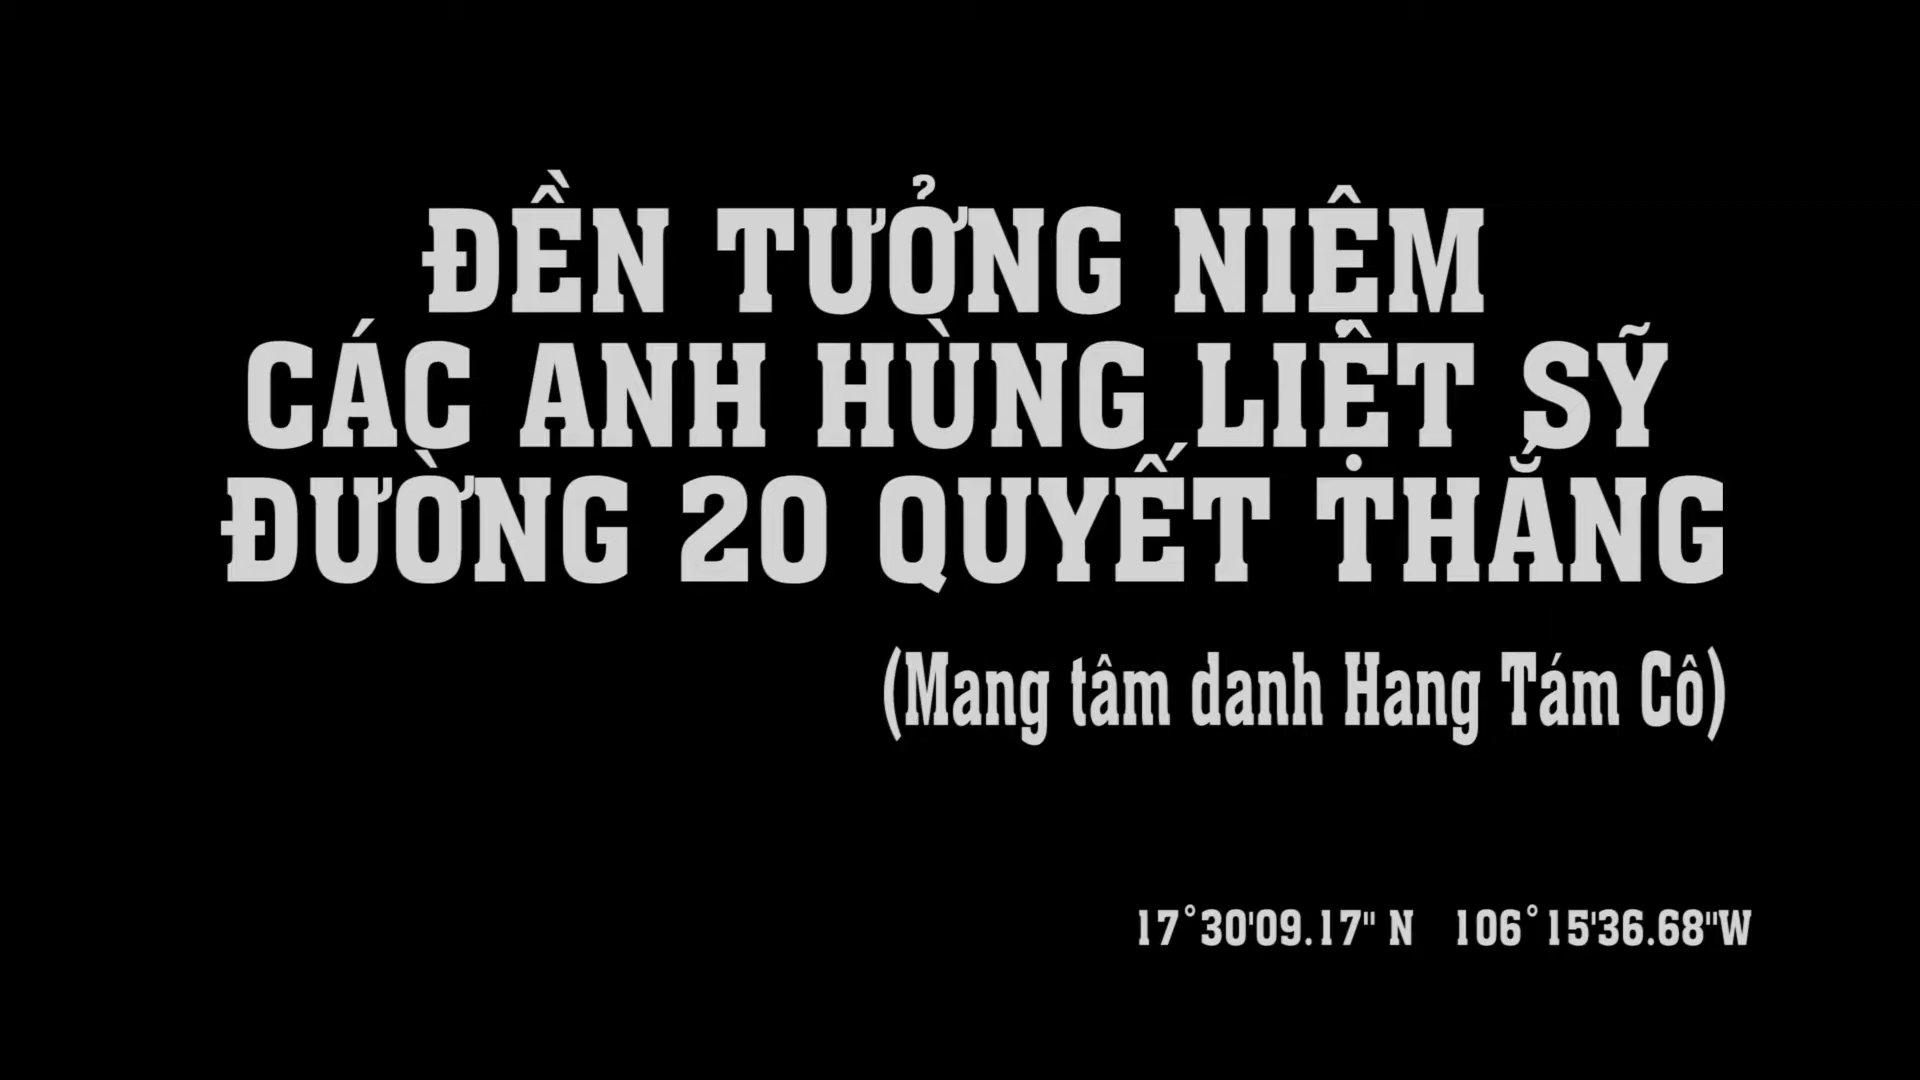 ĐỀN TƯỞNG NIỆM
CÁC ANH HÙNG LIỆT SỸ
ĐƯỜNG 20 QUYẾT THẮNG
(Mang tâm danh Hang Tám Cô)
17°30'09.17" N 106°15'36.68"W